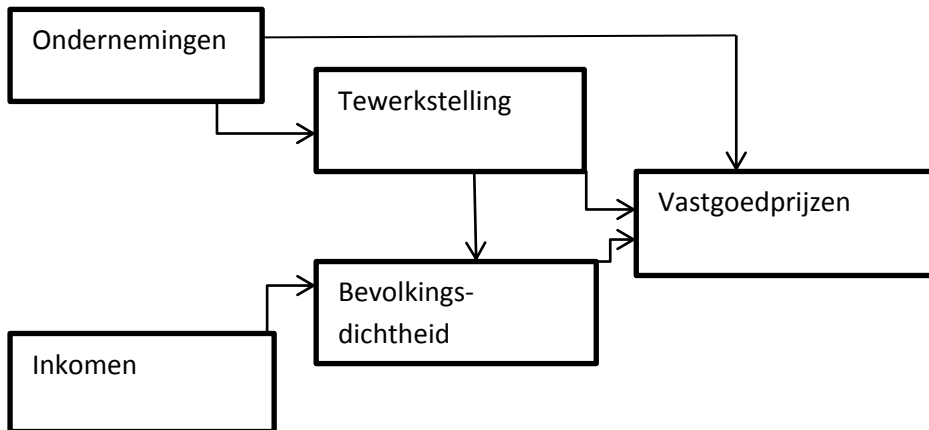 Ondernemingen
Tewerkstelling
Vastgoedprijzen
Bevolkings-
dichtheid
Inkomen